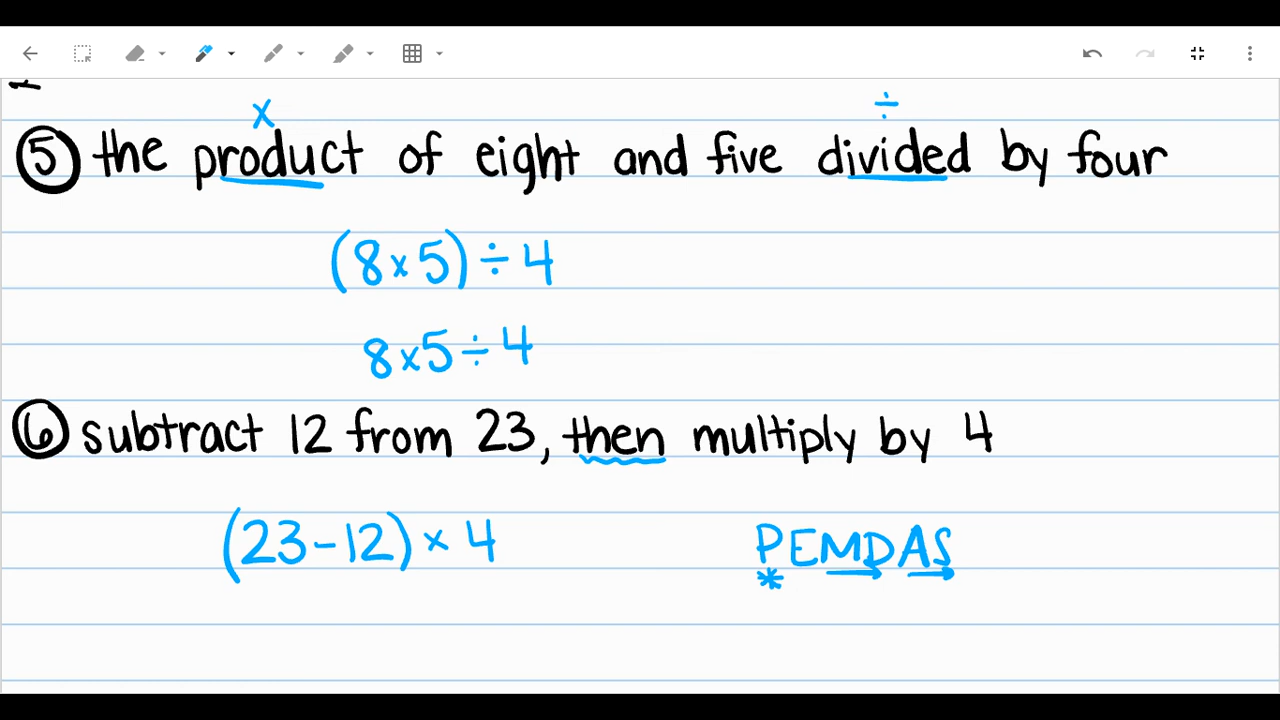 x ÷
⑤ the product of eight and five divided by four
(8×5)÷4
8×5÷4
⑥ subtract 12 from 23, then multiply by 4
(23-12)×4 PEMDAS
*